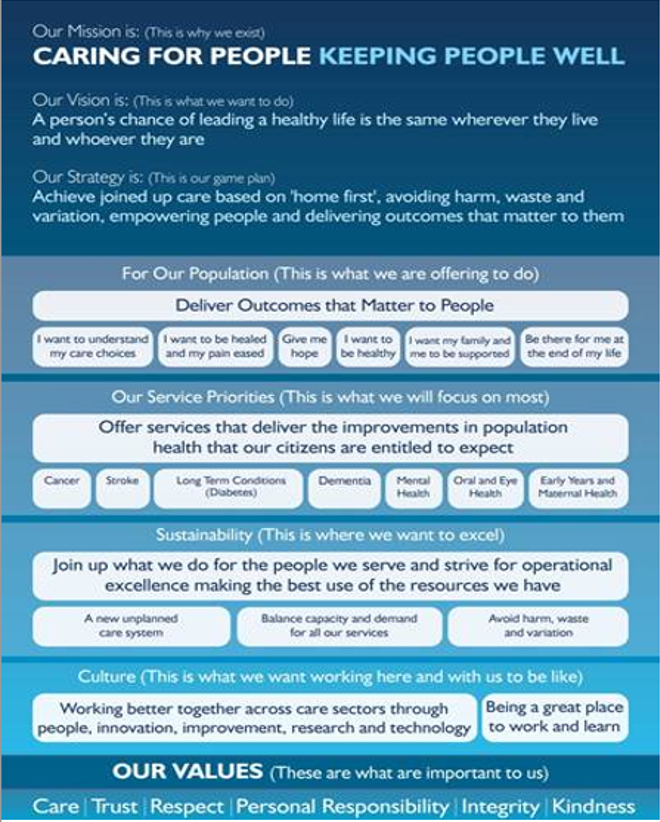 Our Mission is: (This is why we exist)
CARING FOR PEOPLE KEEPING PEOPLE WELL
Our Vision is: (This is what we want to do)
A person's chance of leading a healthy life is the same wherever they live
and whoever they are
Our Strategy is: (This is our game plan)
Achieve joined up care based on 'home first', avoiding harm, waste and
variation, empowering people and delivering outcomes that matter to them
For Our Population (This is what we are offering to do)
Deliver Outcomes that Matter to People
I want to understand
my care choices
I want to be healed
and my pain eased
Give me
hope
I want to
be healthy
I want my family and
me to be supported
Be there for me at
the end of my life
Our Service Priorities (This is what we will focus on most)
Offer services that deliver the improvements in population
health that our citizens are entitled to expect
Cancer
Stroke
Long Term Conditions
(Diabetes)
Dementia
Mental
Health
Oral and Eye
Health
Early Years and
Maternal Health
Sustainability (This is where we want to excel)
Join up what we do for the people we serve and strive for operational
excellence making the best use of the resources we have
A new unplanned
care system
Balance capacity and demand
for all our services
Avoid harm, waste
and variation
Culture (This is what we want working here and with us to be like)
Working better together across care sectors through
people, innovation, improvement, research and technology
Being a great place
to work and learn
OUR VALUES (These are what are important to us)
Care | Trust | Respect | Personal Responsibility | Integrity | Kindness